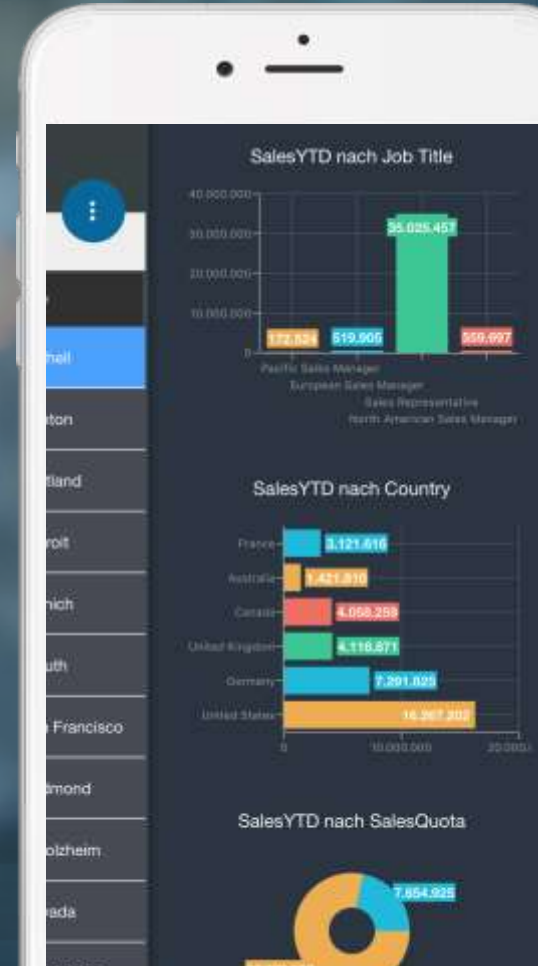 SalesYTD nach Job Title
40.000.000
30.000.000
20.000.000
10.000.000
0
172.524
519.905
35.025.457
559.697
Pacific Sales Manager
European Sales Manager
Sales Representative
North American Sales Manager
hell
ton
tland
roit
nich
uth
Francisco
dmond
olzheim
ada
SalesYTD nach Country
France
3.121.616
Australia
1.421.810
Canada
4.058.259
United Kingdom
4.116.871
Germany
7.291.825
United States
16.267.202
0
10.000.000
20.000.
SalesYTD nach SalesQuota
7.654.925